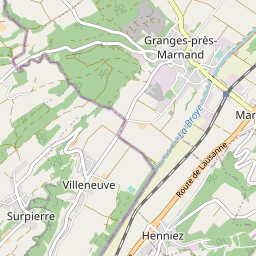 Granges-près-
Marnand
La Broye
Mar
Route de Lausanne
Villeneuve
Surpierre
Henniez